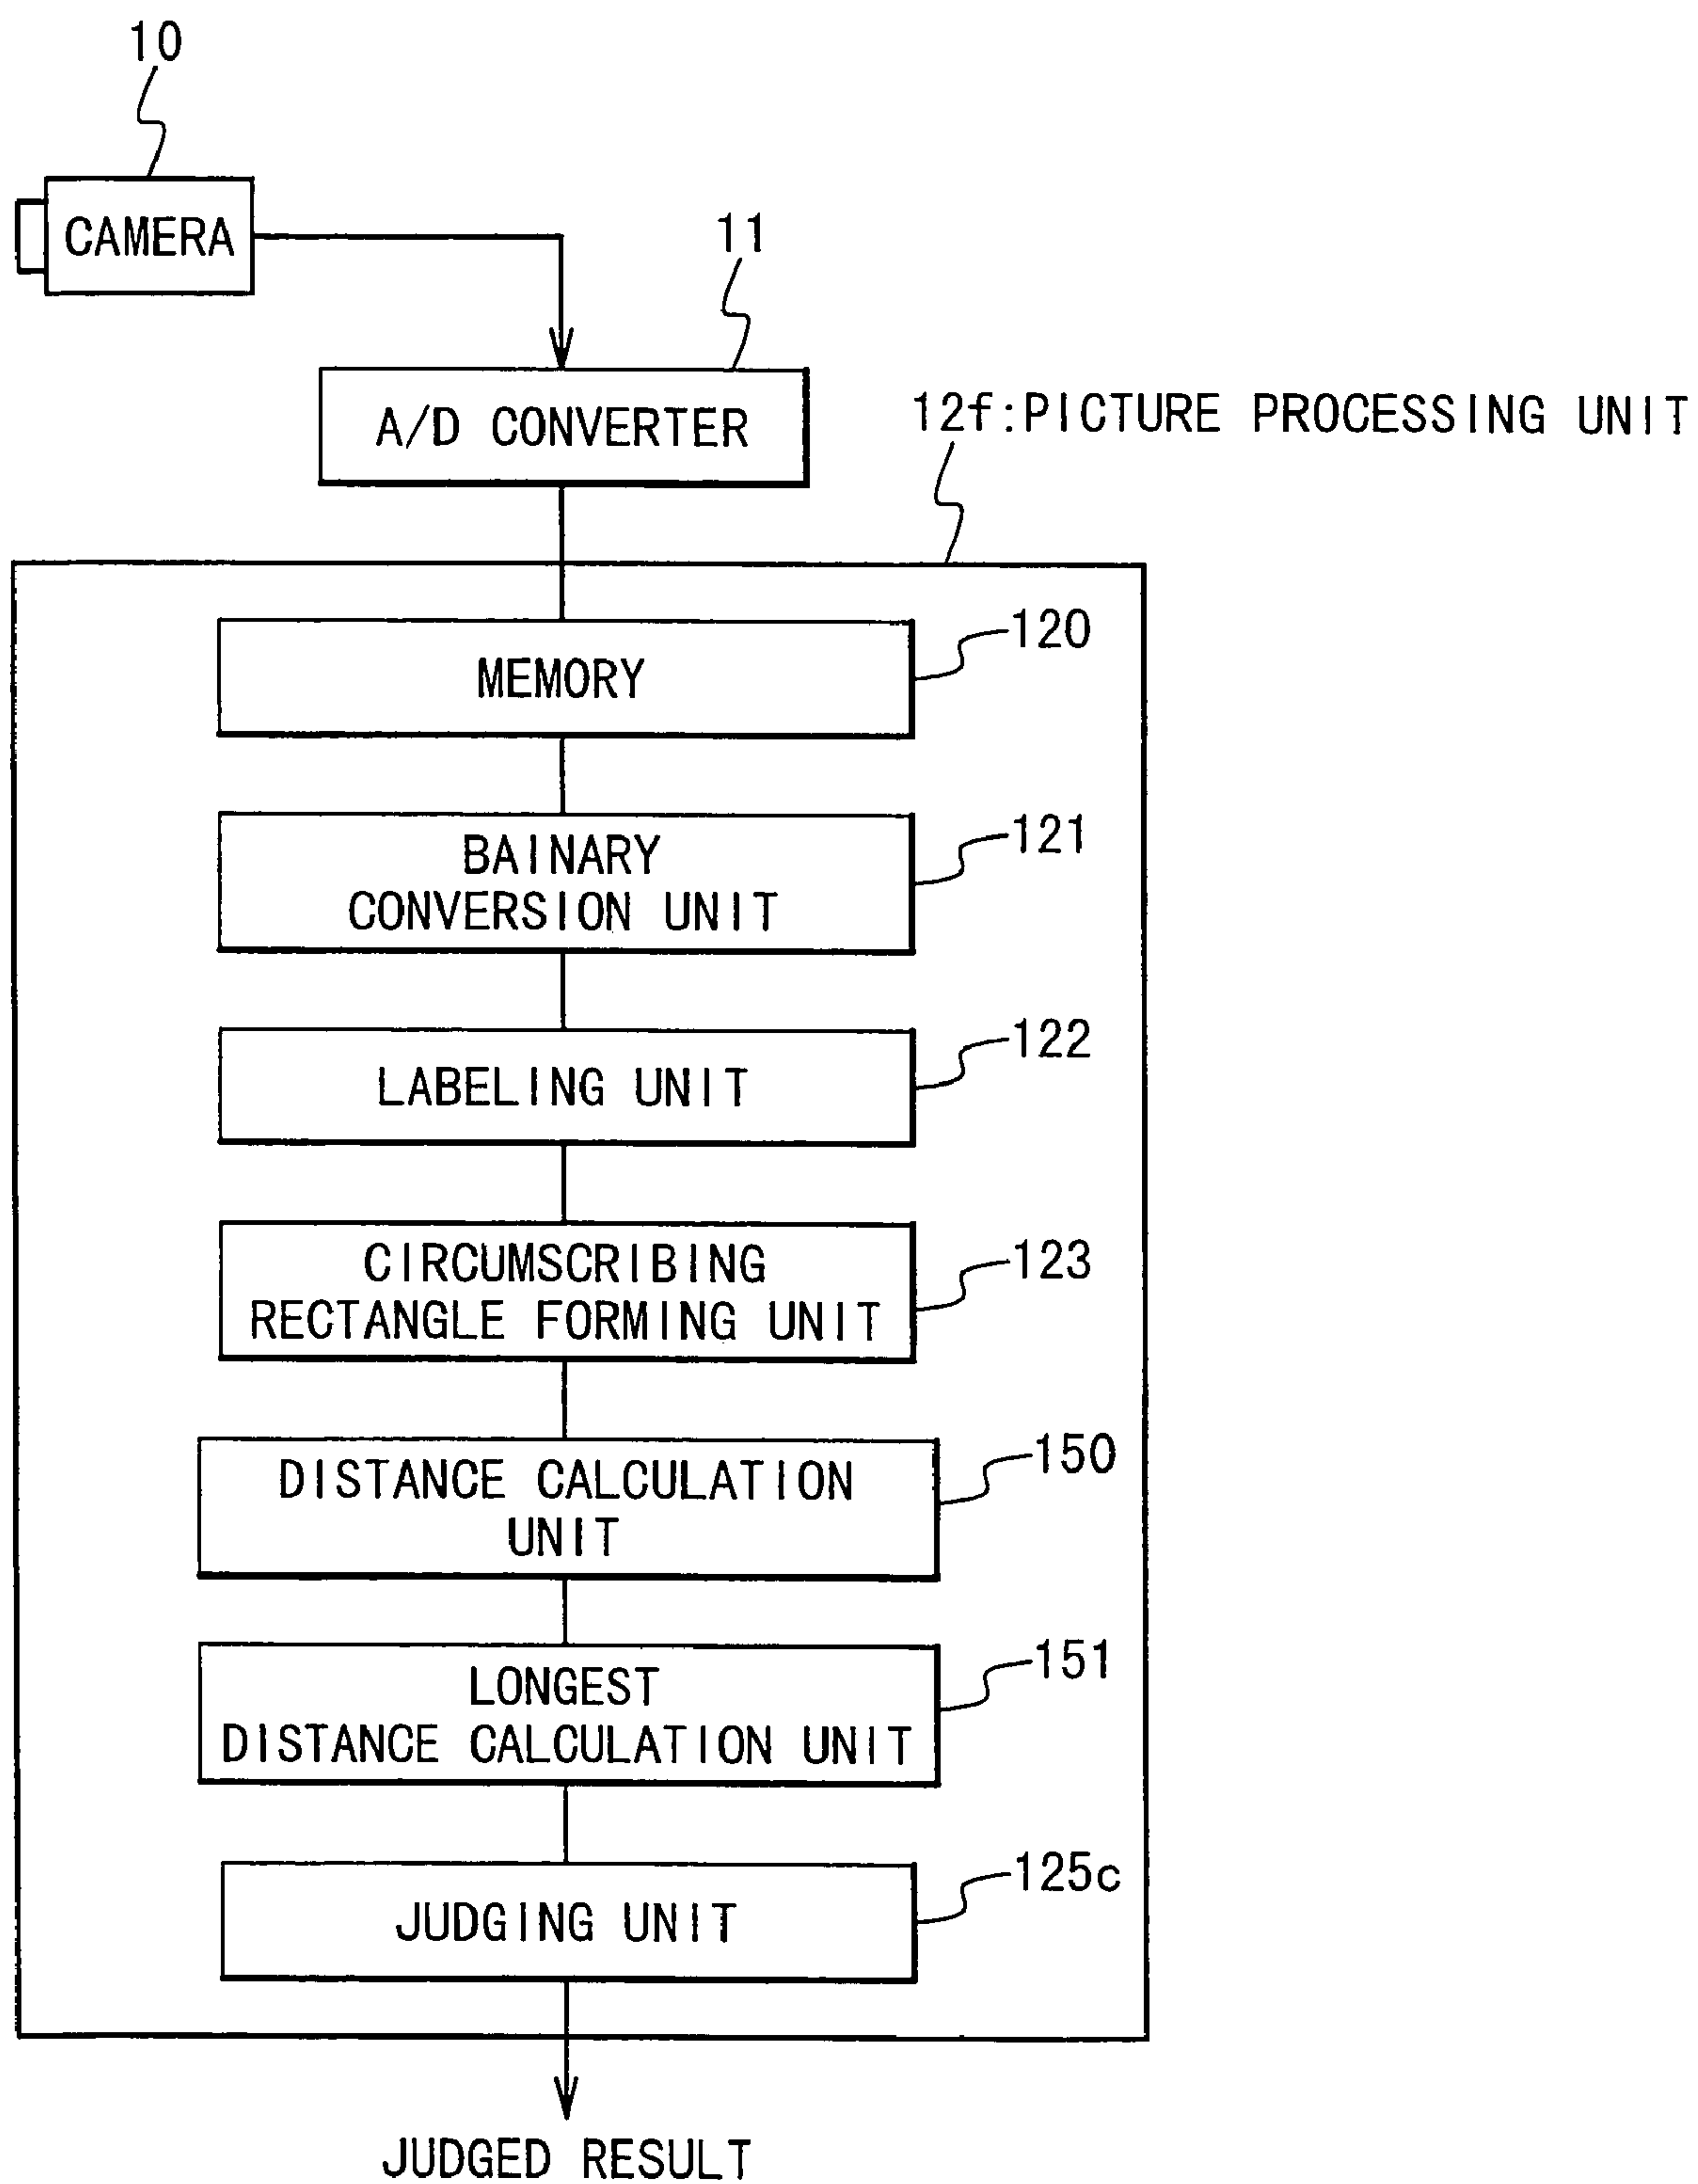 10
CAMERA
11
A/D CONVERTER
12f:PICTURE PROCESSING UNIT
MEMORY
120
BAINARY
CONVERSION UNIT
121
LABELING UNIT
122
CIRCUMSCRIBING
RECTANGLE FORMING UNIT
123
DISTANCE CALCULATION
UNIT
150
LONGEST
DISTANCE CALCULATION UNIT
151
JUDGING UNIT
125c
JUDGED RESULT